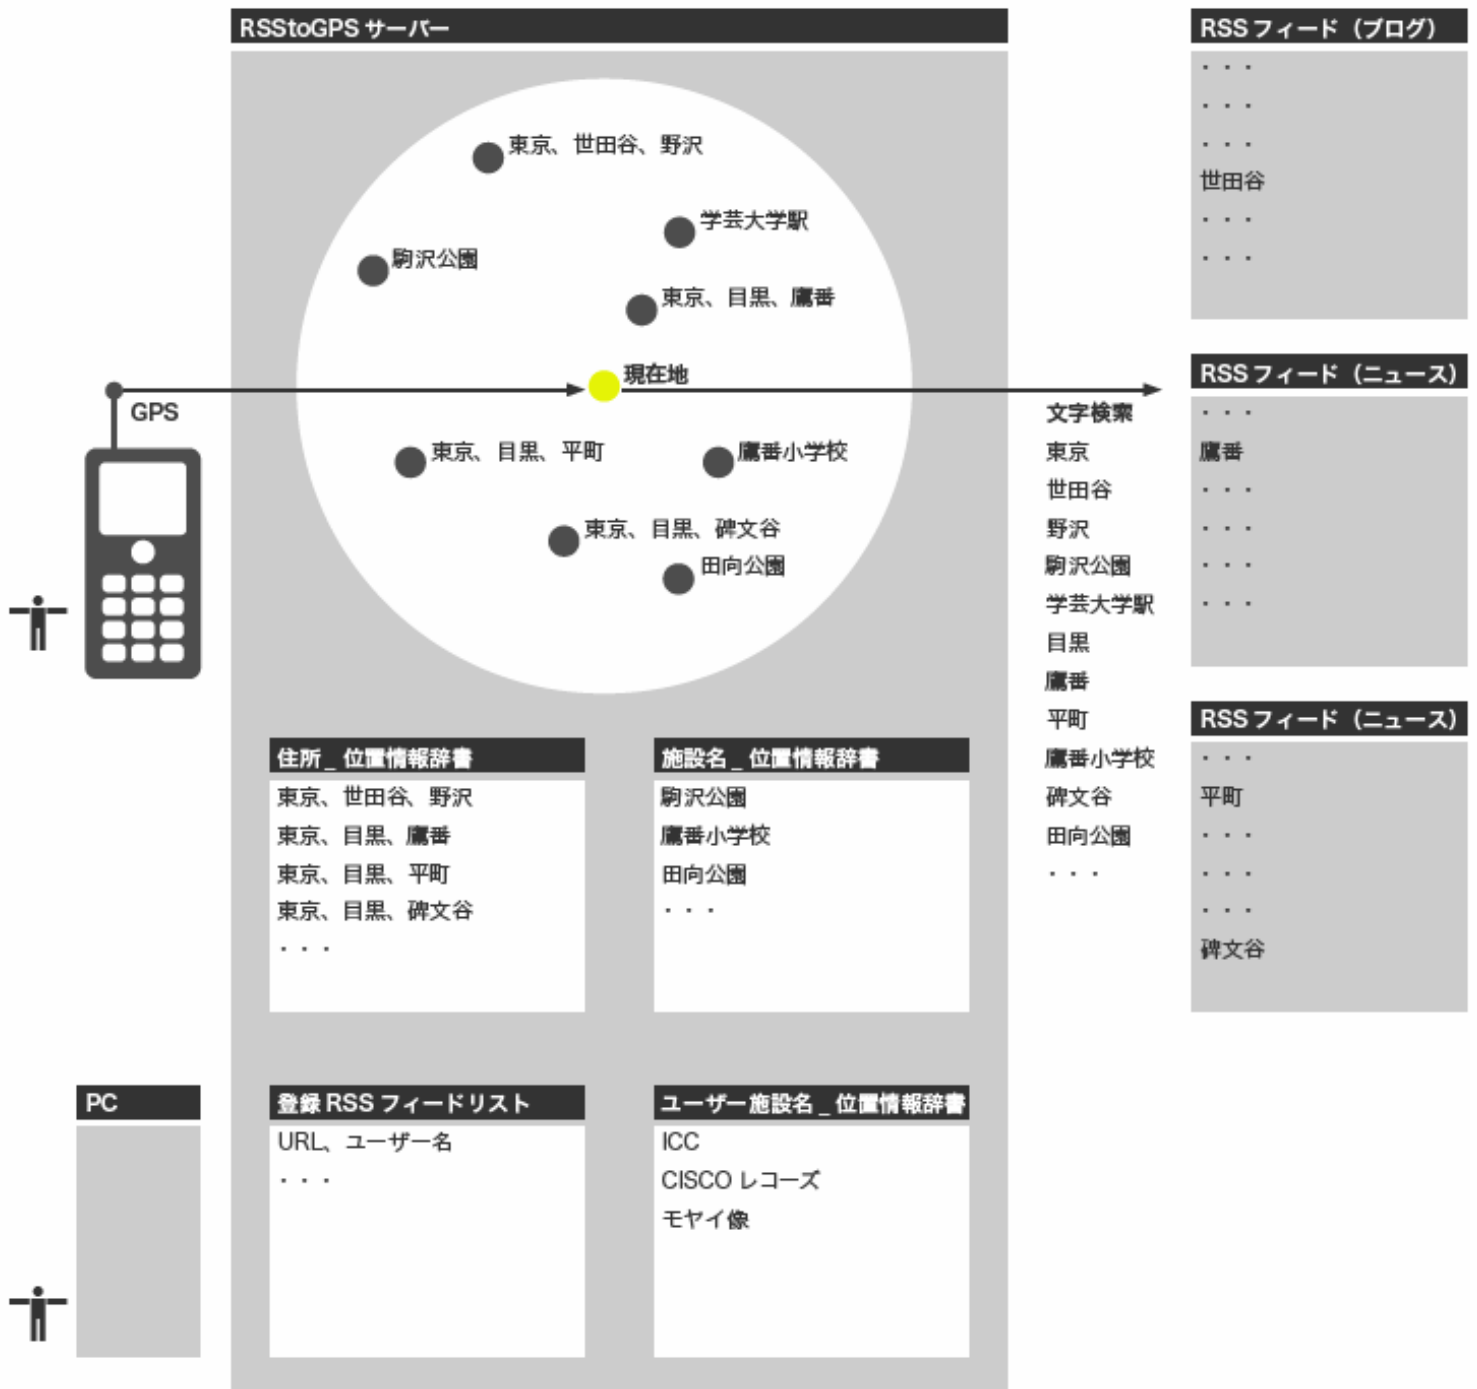 RSStoGPS サーバー
東京、世田谷、野沢
学芸大学駅
駒沢公園
東京、目黒、鷹番
現在地
GPS
東京、目黒、平町
鷹番小学校
東京、目黒、碑文谷
田向公園
住所_位置情報辞書
東京、世田谷、野沢
東京、目黒、鷹番
東京、目黒、平町
東京、目黒、碑文谷
・・・
施設名_位置情報辞書
駒沢公園
鷹番小学校
田向公園
・・・
PC
登録 RSS フィードリスト
URL、ユーザー名
・・・
ユーザー施設名_位置情報辞書
ICC
CISCO レコーズ
モヤイ像
文字検索
東京
世田谷
野沢
駒沢公園
学芸大学駅
目黒
鷹番
平町
鷹番小学校
碑文谷
田向公園
・・・
RSS フィード（ブログ）
・・・
・・・
・・・
世田谷
・・・
・・・
RSS フィード（ニュース）
・・・
鷹番
・・・
・・・
・・・
・・・
RSS フィード（ニュース）
・・・
平町
・・・
・・・
・・・
碑文谷